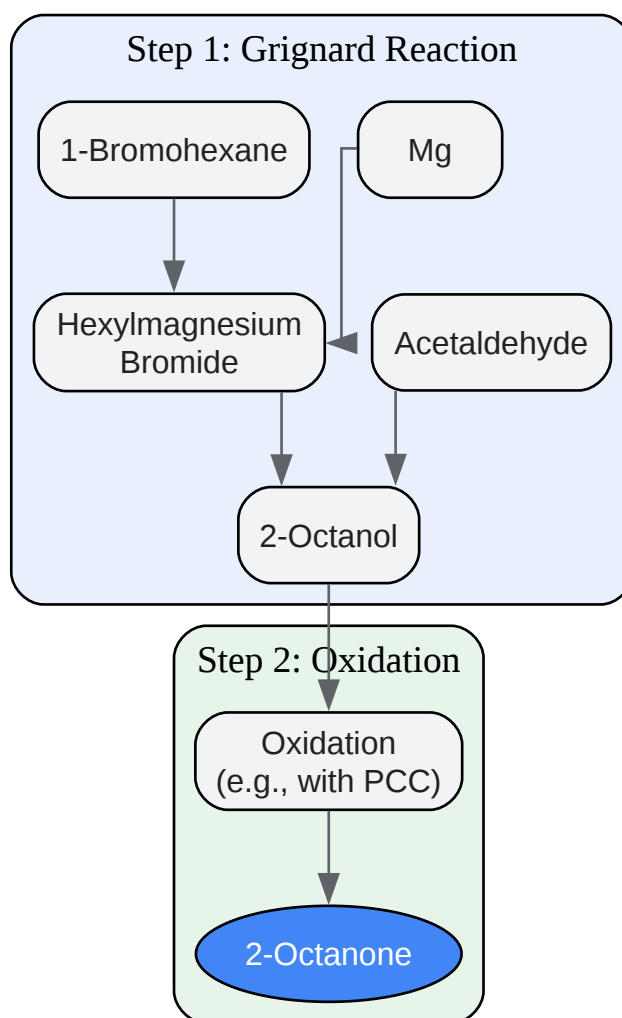 Step 1: Grignard Reaction
1-Bromohexane
Mg
Hexylmagnesium
Bromide
Acetaldehyde
2-Octanol
Step 2: Oxidation
Oxidation
(e.g., with PCC)
2-Octanone